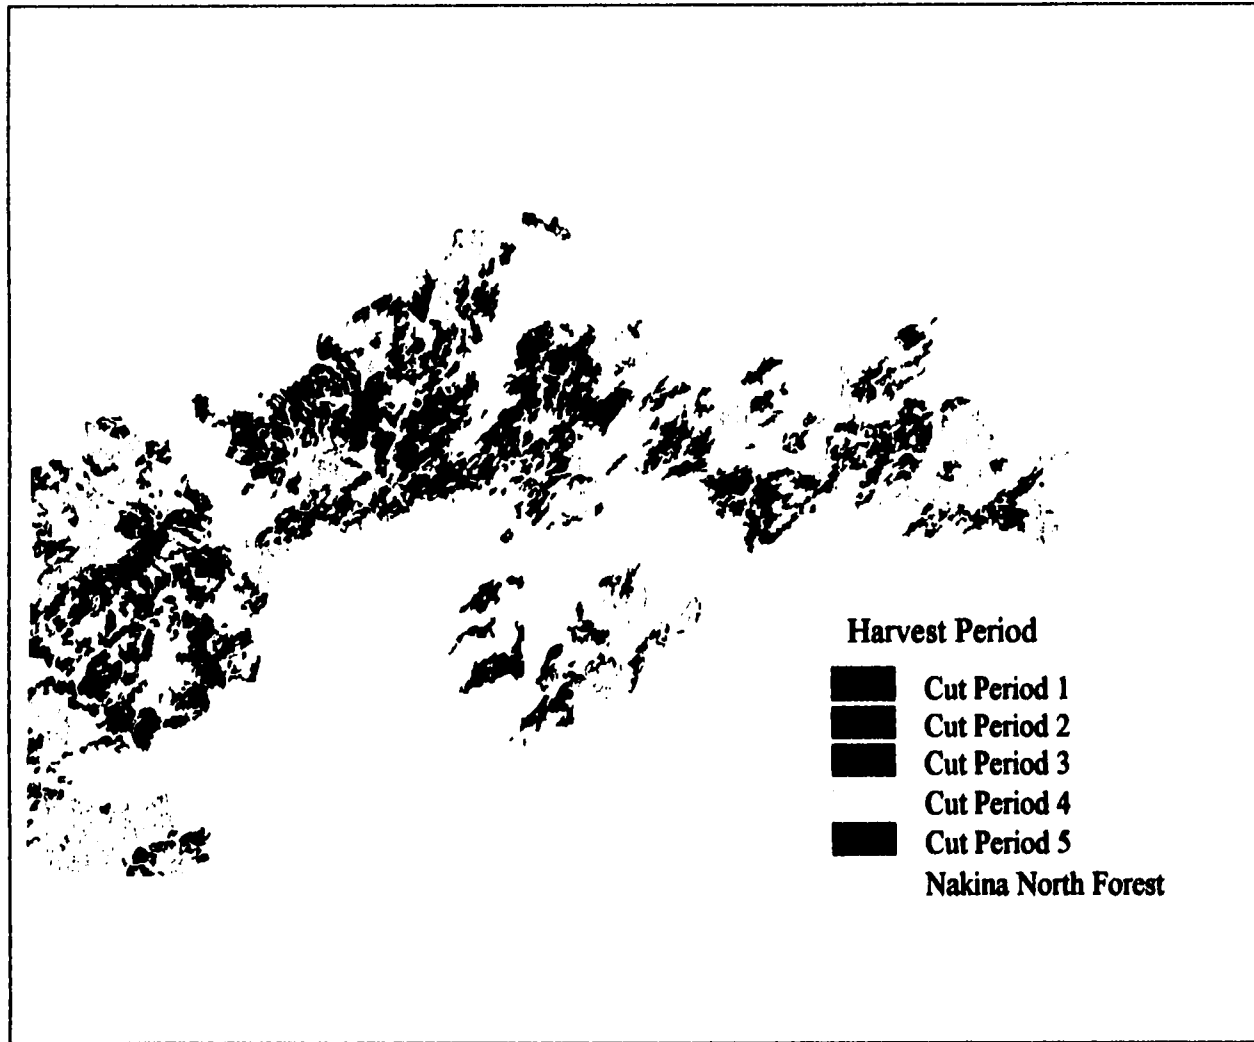 Harvest Period
Cut Period 1
Cut Period 2
Cut Period 3
Cut Period 4
Cut Period 5
Nakina North Forest